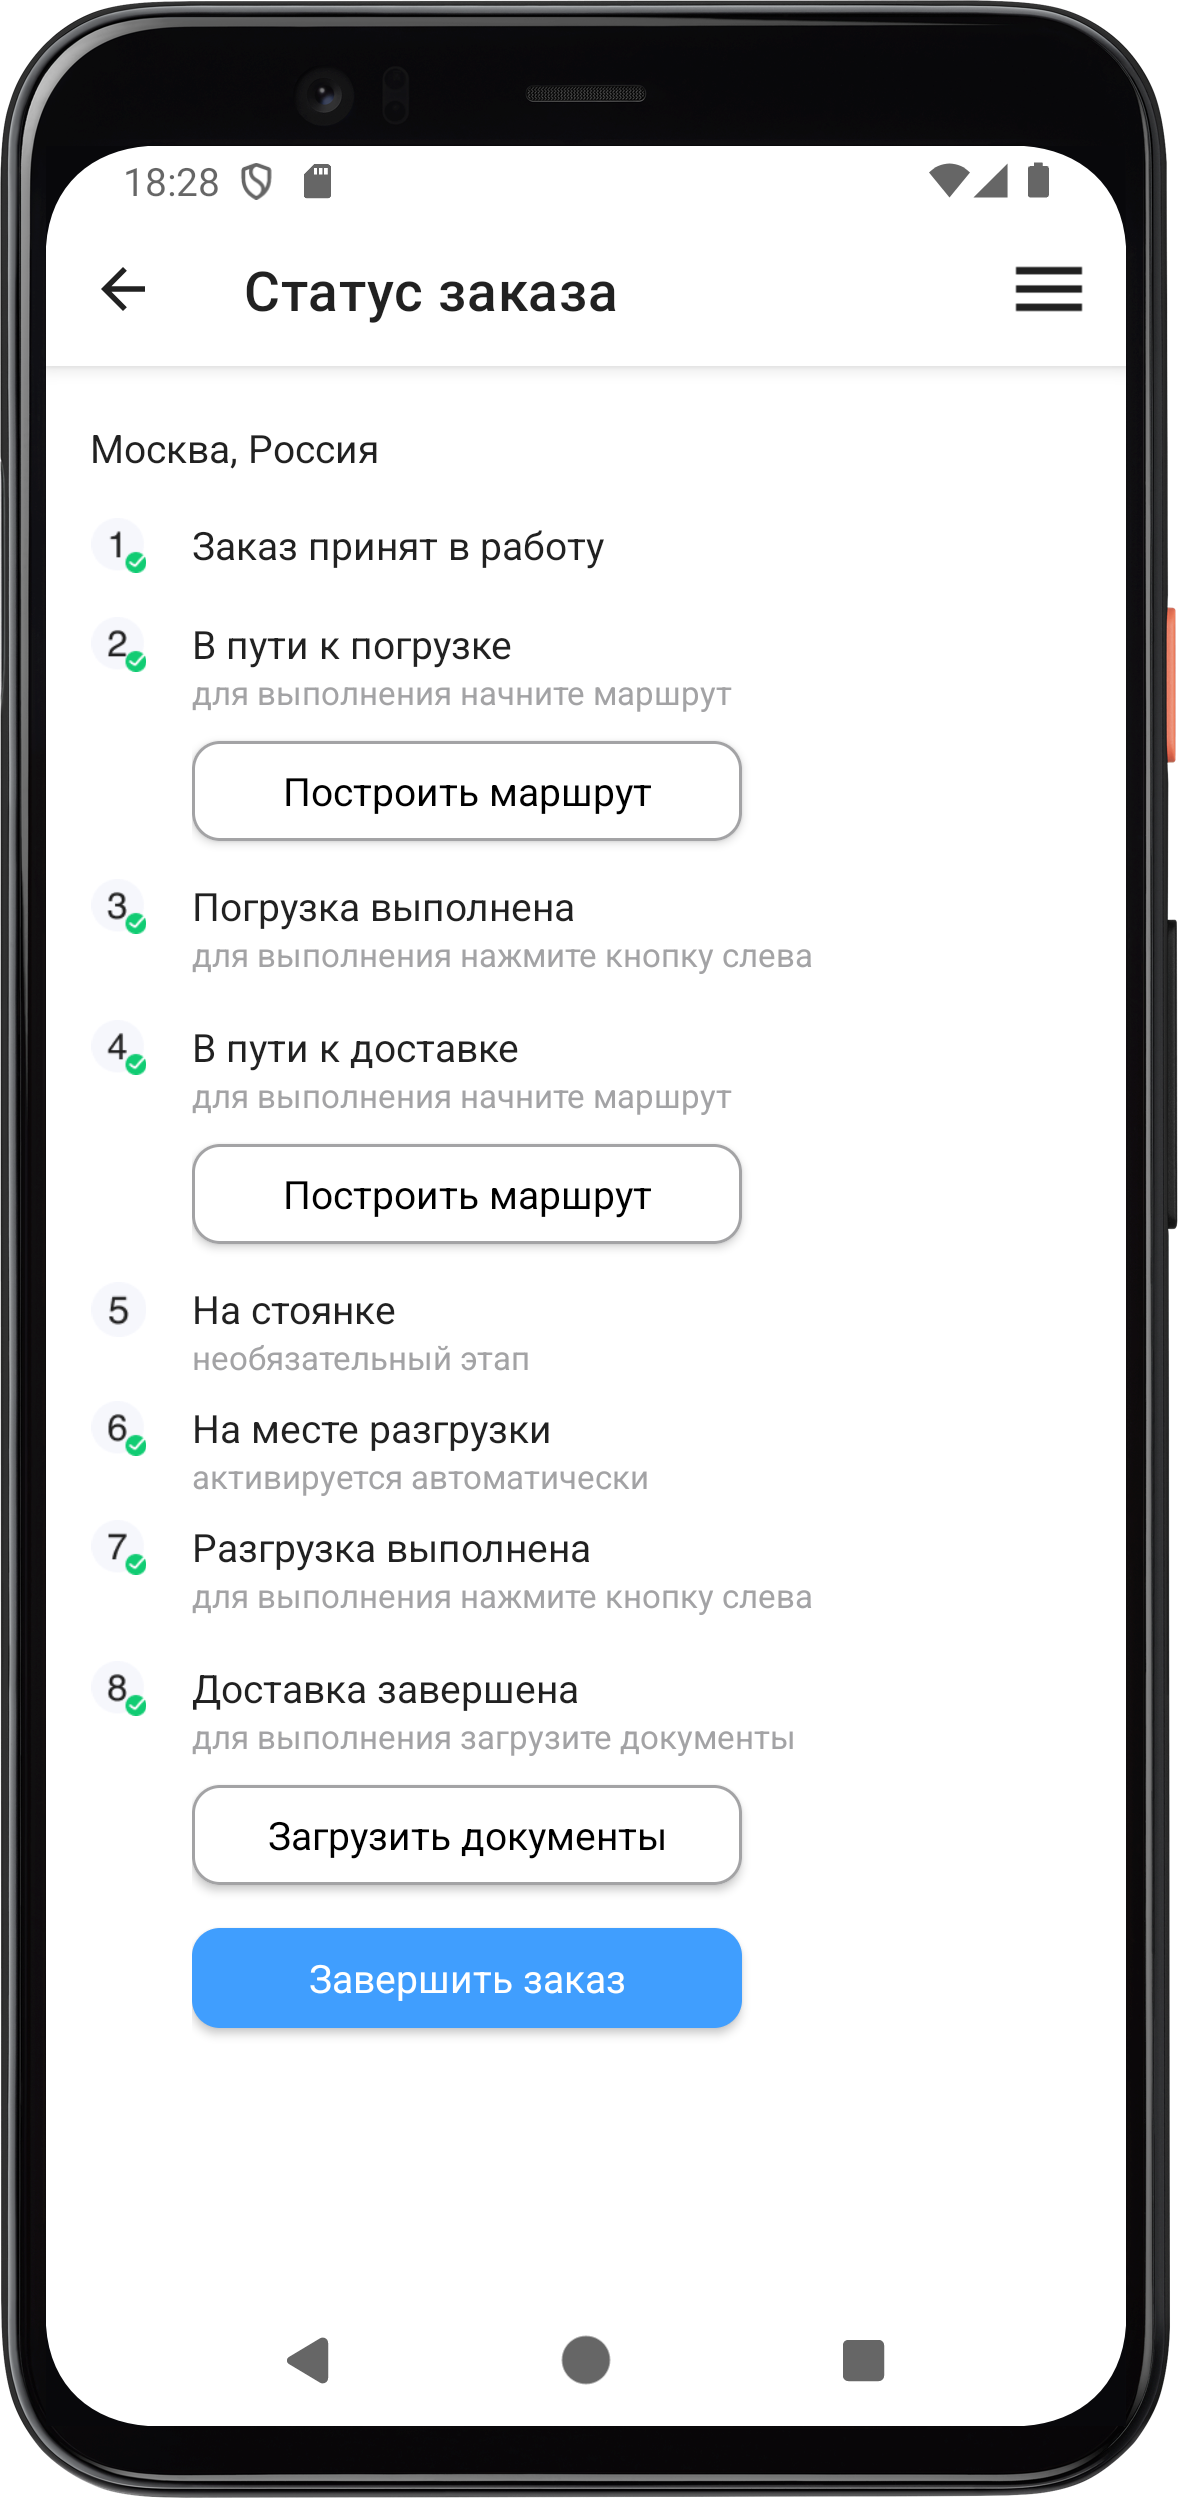 18:28
Статус заказа
Москва, Россия
1 Заказ принят в работу
2 В пути к погрузке
для выполнения начните маршрут
Построить маршрут
3 Погрузка выполнена
для выполнения нажмите кнопку слева
4 В пути к доставке
для выполнения начните маршрут
Построить маршрут
5 На стоянке
необязательный этап
6 На месте разгрузки
активируется автоматически
7 Разгрузка выполнена
для выполнения нажмите кнопку слева
8 Доставка завершена
для выполнения загрузите документы
Загрузить документы
Завершить заказ